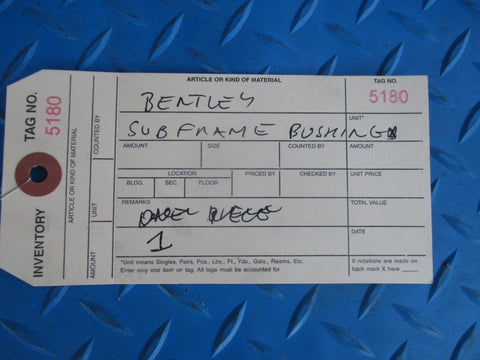 ARTICLE OR KIND OF MATERIAL
TAG NO.
BENTLEY
5180
UNIT*
SUBFRAME BUSHING
AMOUNT
SIZE
AMOUNT
LOCATION
PRICED BY
CHECKED BY
UNIT PRICE
BLDG.
SEC.
FLOOR
REMARKS
TOTAL VALUE
1
DATE
*Unit means Singles, Pairs, Pcs., Lbs., Ft., Yds., Gals., Reams, Etc.
Enter only one item on tag. All tags must be accounted for.
If notations are made on
back mark X here
TAG NO.
5180
INVENTORY
ARTICLE OR KIND OF MATERIAL
COUNTED BY
UNIT
AMOUNT
COUNTED BY